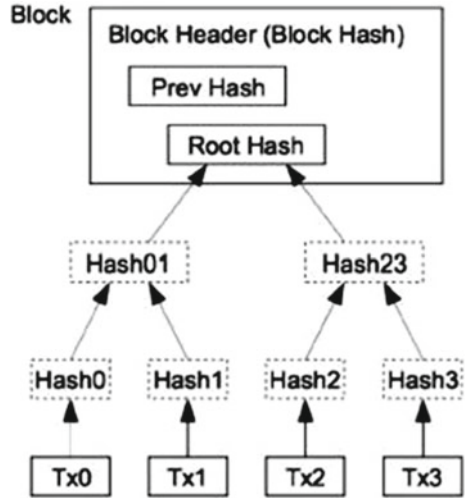 Block
Block Header (Block Hash)
Prev Hash
Root Hash
Hash01 Hash23
Hash0 Hash1 Hash2 Hash3
Tx0 Tx1 Tx2 Tx3